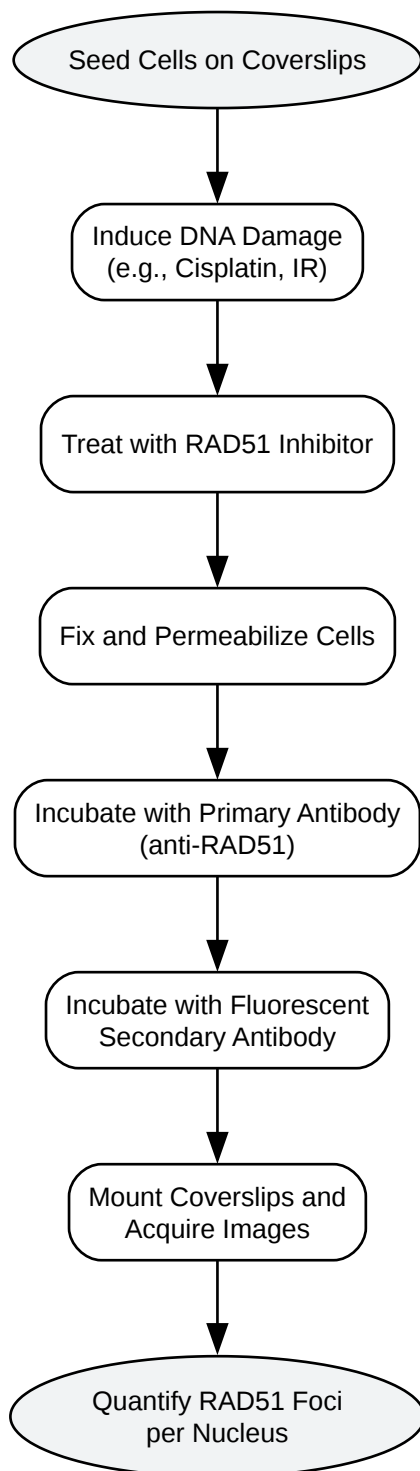 Seed Cells on Coverslips
Induce DNA Damage
(e.g., Cisplatin, IR)
Treat with RAD51 Inhibitor
Fix and Permeabilize Cells
Incubate with Primary Antibody
(anti-RAD51)
Incubate with Fluorescent
Secondary Antibody
Mount Coverslips and
Acquire Images
Quantify RAD51 Foci
per Nucleus